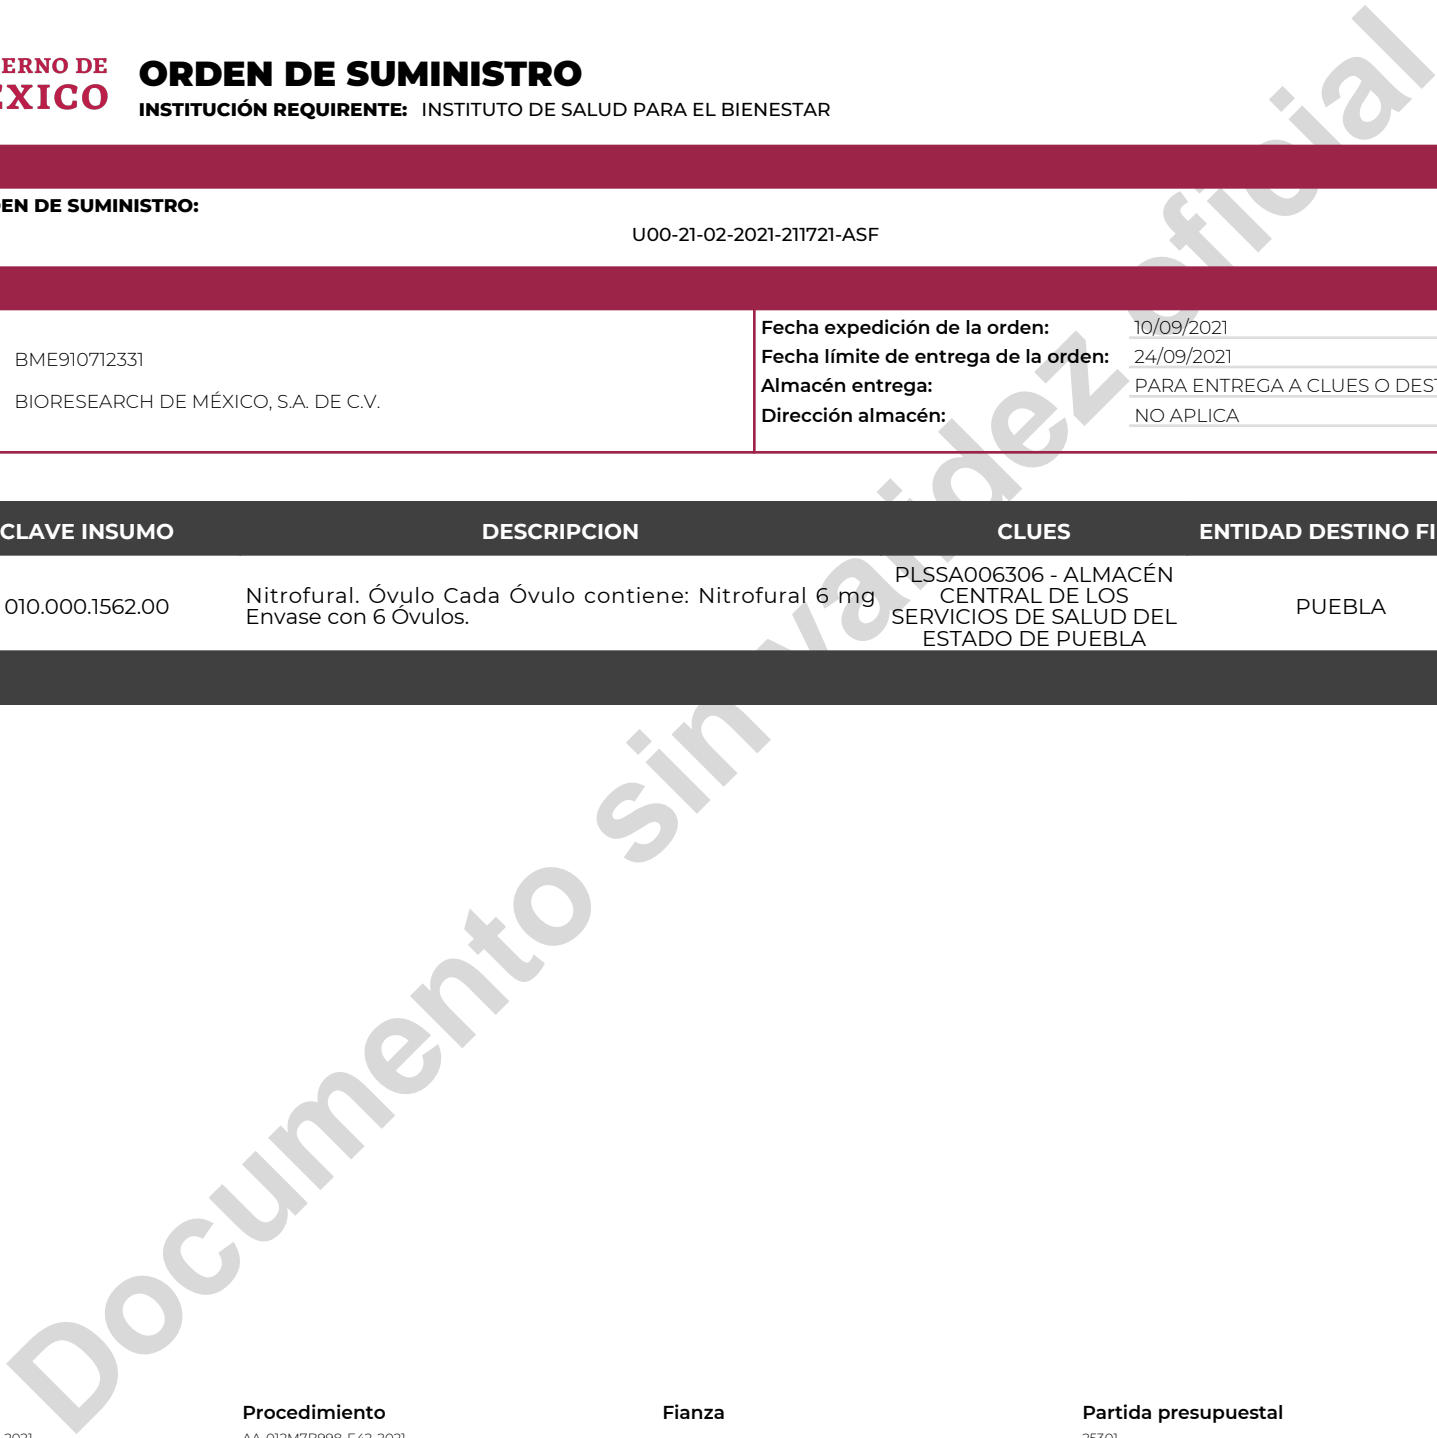 ERNO DE
ÉXICO
ORDEN DE SUMINISTRO
INSTITUCIÓN REQUIRENTE: INSTITUTO DE SALUD PARA EL BIENESTAR
EN DE SUMINISTRO:
U00-21-02-2021-211721-ASF
BME910712331
BIORESEARCH DE MÉXICO, S.A. DE C.V.
Fecha expedición de la orden: 10/09/2021
Fecha límite de entrega de la orden: 24/09/2021
Almacén entrega: PARA ENTREGA A CLUES O DEST
Dirección almacén: NO APLICA
CLAVE INSUMO DESCRIPCION CLUES ENTIDAD DESTINO FI
010.000.1562.00
Nitrofural. Óvulo Cada Óvulo contiene: Nitrofural 6 mg
Envase con 6 Óvulos.
PLSSA006306 - ALMACÉN
CENTRAL DE LOS
SERVICIOS DE SALUD DEL
ESTADO DE PUEBLA
PUEBLA
Documento sin validez oficial
Procedimiento Fianza Partida presupuestal